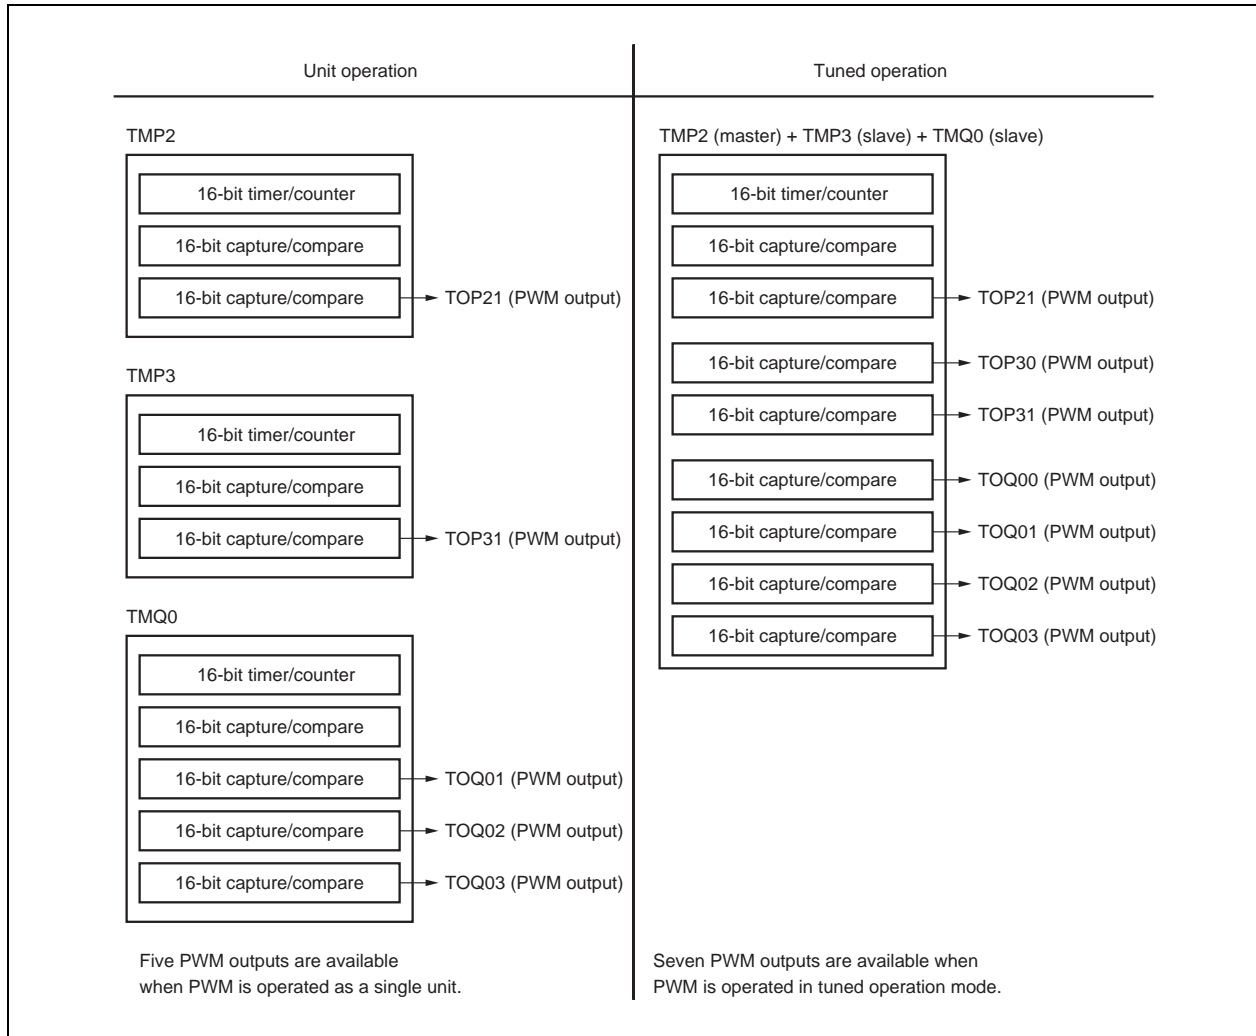 Unit operation
Tuned operation
TMP2
16-bit timer/counter
16-bit capture/compare
16-bit capture/compare
TOP21 (PWM output)
TMP3
16-bit timer/counter
16-bit capture/compare
16-bit capture/compare
TOP31 (PWM output)
TMQ0
16-bit timer/counter
16-bit capture/compare
16-bit capture/compare
TOQ01 (PWM output)
16-bit capture/compare
TOQ02 (PWM output)
16-bit capture/compare
TOQ03 (PWM output)
Five PWM outputs are available
when PWM is operated as a single unit.
TMP2 (master) + TMP3 (slave) + TMQ0 (slave)
16-bit timer/counter
16-bit capture/compare
16-bit capture/compare
TOP21 (PWM output)
16-bit capture/compare
TOP30 (PWM output)
16-bit capture/compare
TOP31 (PWM output)
16-bit capture/compare
TOQ00 (PWM output)
16-bit capture/compare
TOQ01 (PWM output)
16-bit capture/compare
TOQ02 (PWM output)
16-bit capture/compare
TOQ03 (PWM output)
Seven PWM outputs are available when
PWM is operated in tuned operation mode.